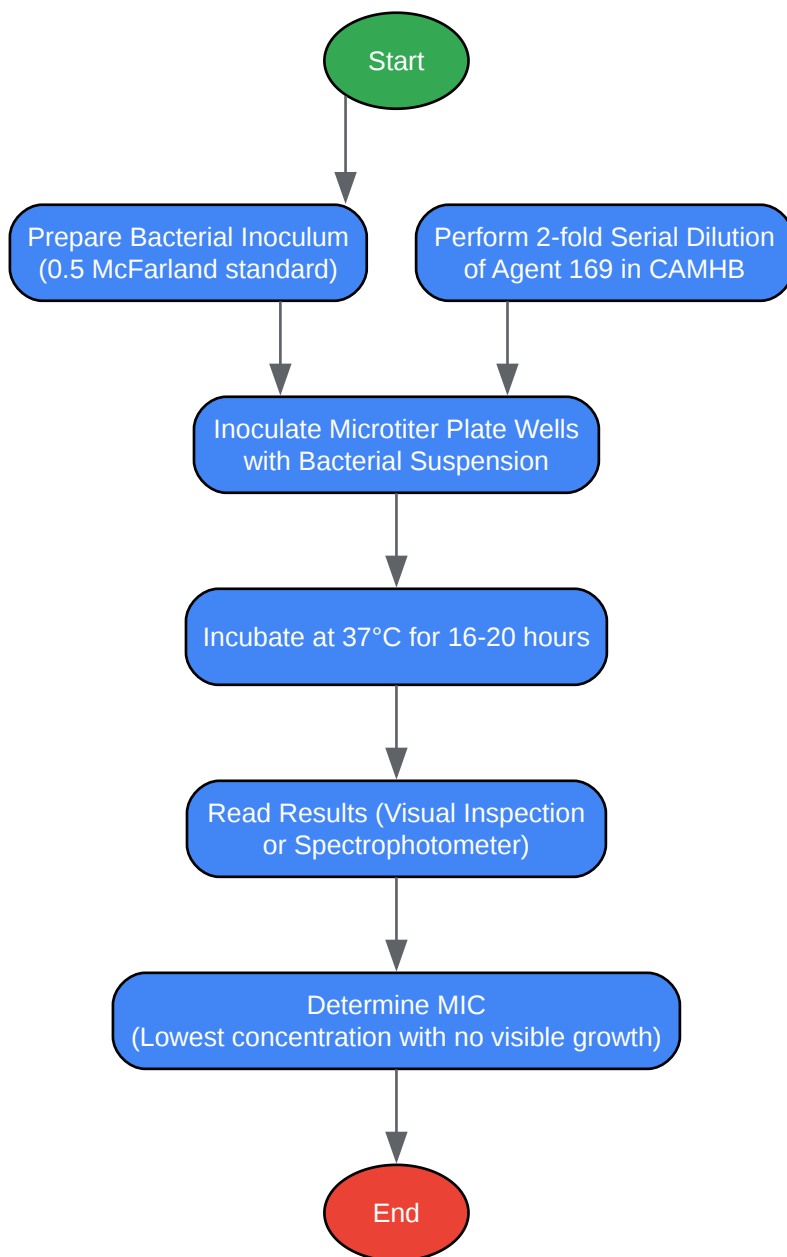 Start
Prepare Bacterial Inoculum
(0.5 McFarland standard)
Perform 2-fold Serial Dilution
of Agent 169 in CAMHB
Inoculate Microtiter Plate Wells
with Bacterial Suspension
Incubate at 37°C for 16-20 hours
Read Results (Visual Inspection
or Spectrophotometer)
Determine MIC
(Lowest concentration with no visible growth)
End